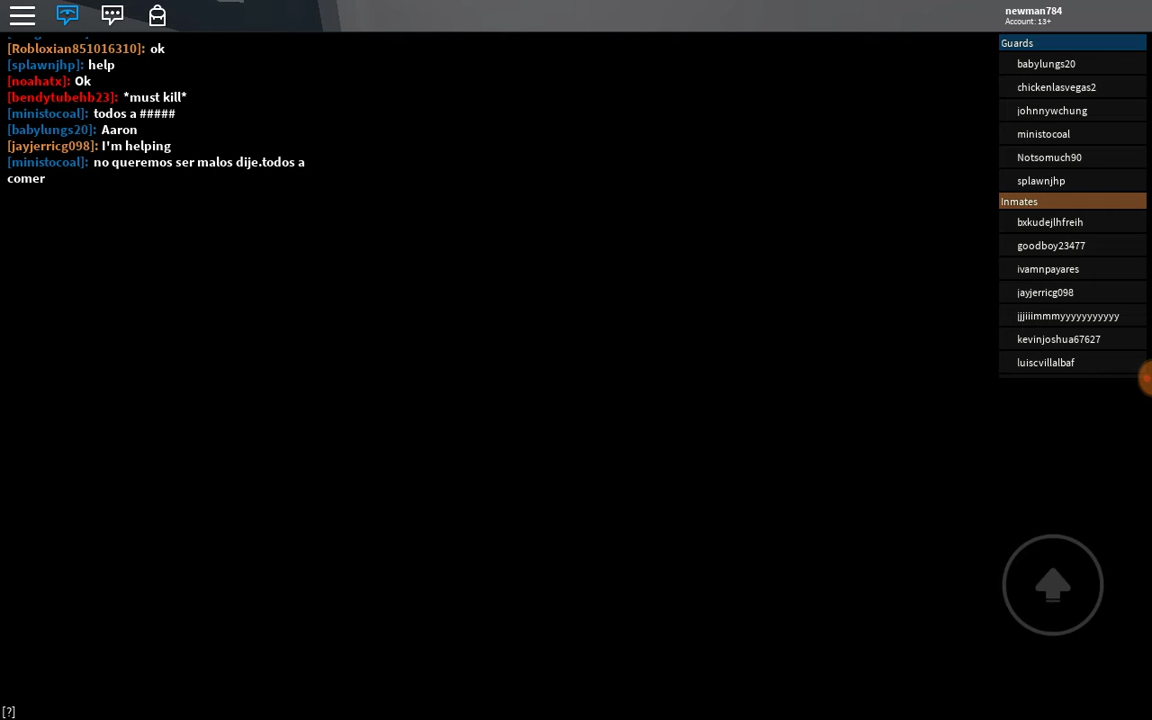 newman784
Account: 13+
[Robloxian851016310]: ok
[splawnjhp]: help
[noahatx]: Ok
[bendytubehb23]: *must kill*
[ministocoal]: todos a #####
[babylungs20]: Aaron
[jayjerricg098]: I'm helping
[ministocoal]: no queremos ser malos dije.todos a
comer
Guards
babylungs20
chickenlasvegas2
johnnywchung
ministocoal
Notsomuch90
splawnjhp
Inmates
bxkudejlhfreih
goodboy23477
ivamnpayares
jayjerricg098
jjjiiimmmyyyyyyyyyyy
kevinjoshua67627
luiscvillalbaf
[?]